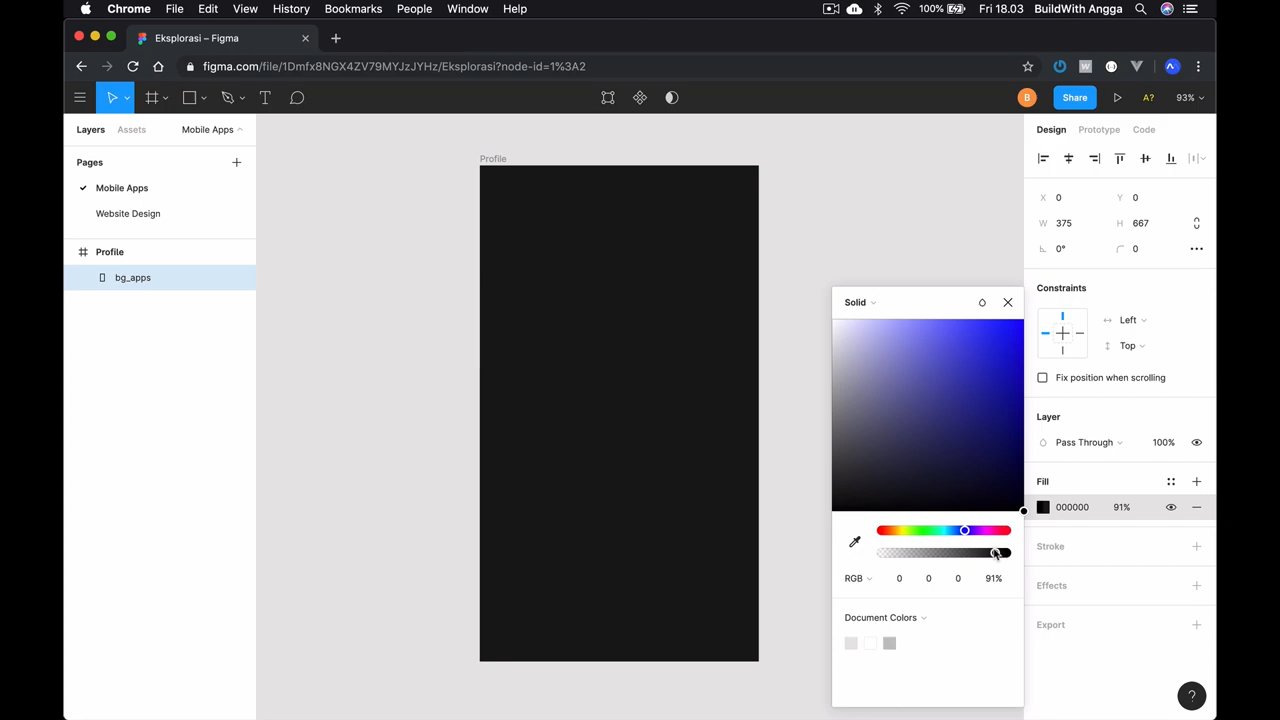 Chrome File Edit View History Bookmarks People Window Help 100% Fri 18.03 BuildWith Angga
Eksplorasi – Figma
figma.com/file/1Dmfx8NGX4ZV79MYJzJYHz/Eksplorasi?node-id=1%3A2
B Share A? 93%
Layers Assets Mobile Apps
Design Prototype Code
Pages
Mobile Apps
Website Design
Profile
bg_apps
Profile
X 0 Y 0
W 375 H 667
0° 0
Constraints
Left
Top
Fix position when scrolling
Layer
Pass Through 100%
Fill
000000 91%
Stroke
Effects
Export
Solid
RGB 0 0 0 91%
Document Colors
?